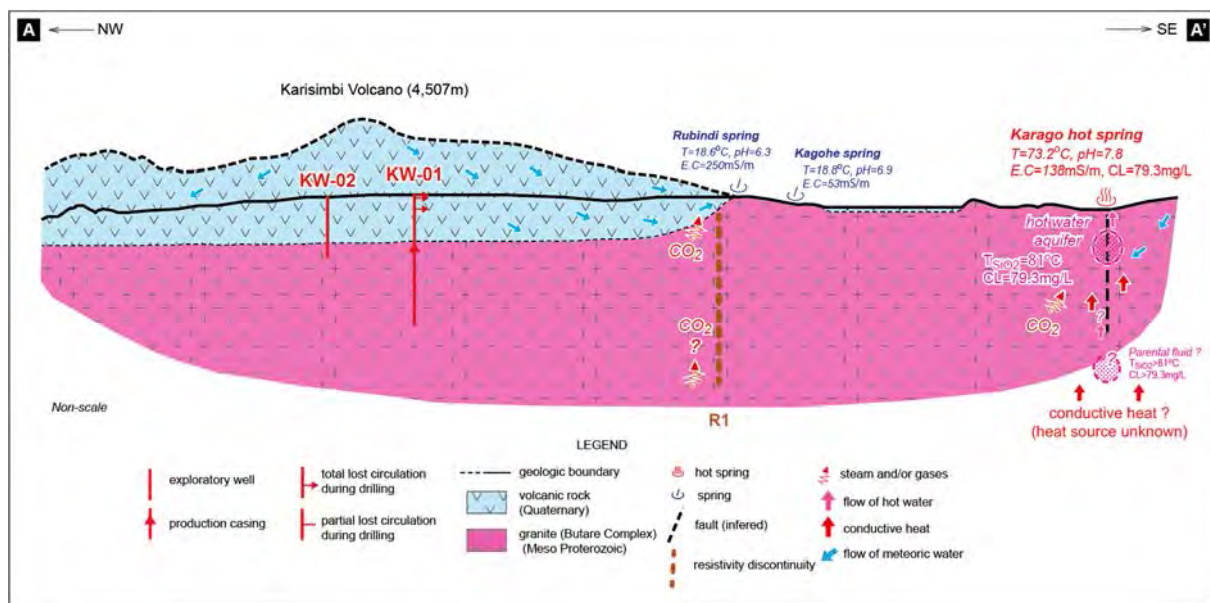 A NW
SE A'
Karisimbi Volcano (4,507m)
KW-02
KW-01
Rubindi spring
T=18.6°C, pH=6.3
E.C=250mS/m
Kagohe spring
T=18.8°C, pH=6.9
E.C=53mS/m
Karago hot spring
T=73.2°C, pH=7.8
E.C=138mS/m, CL=79.3mg/L
hot water
aquifer
TSiO2=81°C
CL=79.3mg/L
CO2
CO2
?
CO2
?
?
Parental fluid ?
TSiO2>81°C
CL>79.3mg/L
Non-scale
R1
conductive heat ?
(heat source unknown)
LEGEND
exploratory well
production casing
total lost circulation
during drilling
partial lost circulation
during drilling
geologic boundary
volcanic rock
(Quaternary)
granite (Butare Complex)
(Meso Proterozoic)
hot spring
spring
fault (infered)
resistivity discontinuity
steam and/or gases
flow of hot water
conductive heat
flow of meteoric water